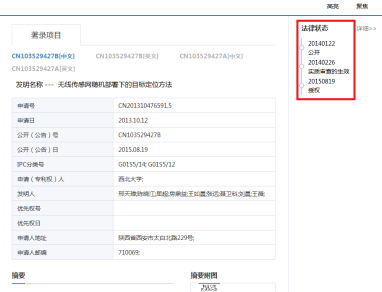 高亮 聚焦
著录项目
CN103529427B[中文] CN103529427B[英文] CN103529427A[中文]
CN103529427A[英文]
发明名称 --- 无线传感网随机部署下的目标定位方法
申请号 CN201310476591.5
申请日 2013.10.12
公开（公告）号 CN103529427B
公开（公告）日 2015.08.19
IPC分类号 G01S5/14; G01S5/12
申请（专利权）人 西北大学;
发明人
优先权号
优先权日
申请人地址 陕西省西安市太白北路229号;
申请人邮编 710069;
摘要 摘要附图
法律状态 详细>>
20140122
公开
20140226
实质审查的生效
20150819
授权